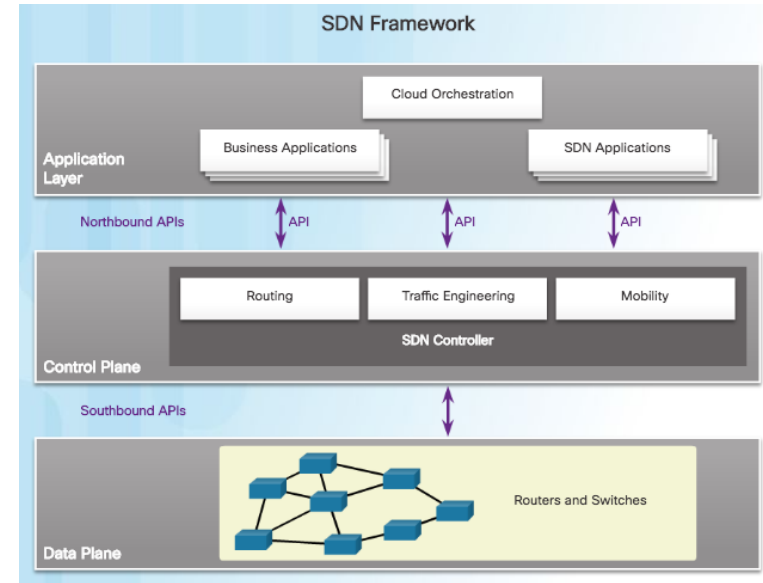 SDN Framework
Cloud Orchestration
Business Applications
SDN Applications
Application
Layer
Northbound APIs
API
API
API
Routing
Traffic Engineering
Mobility
SDN Controller
Control Plane
Southbound APIs
Routers and Switches
Data Plane